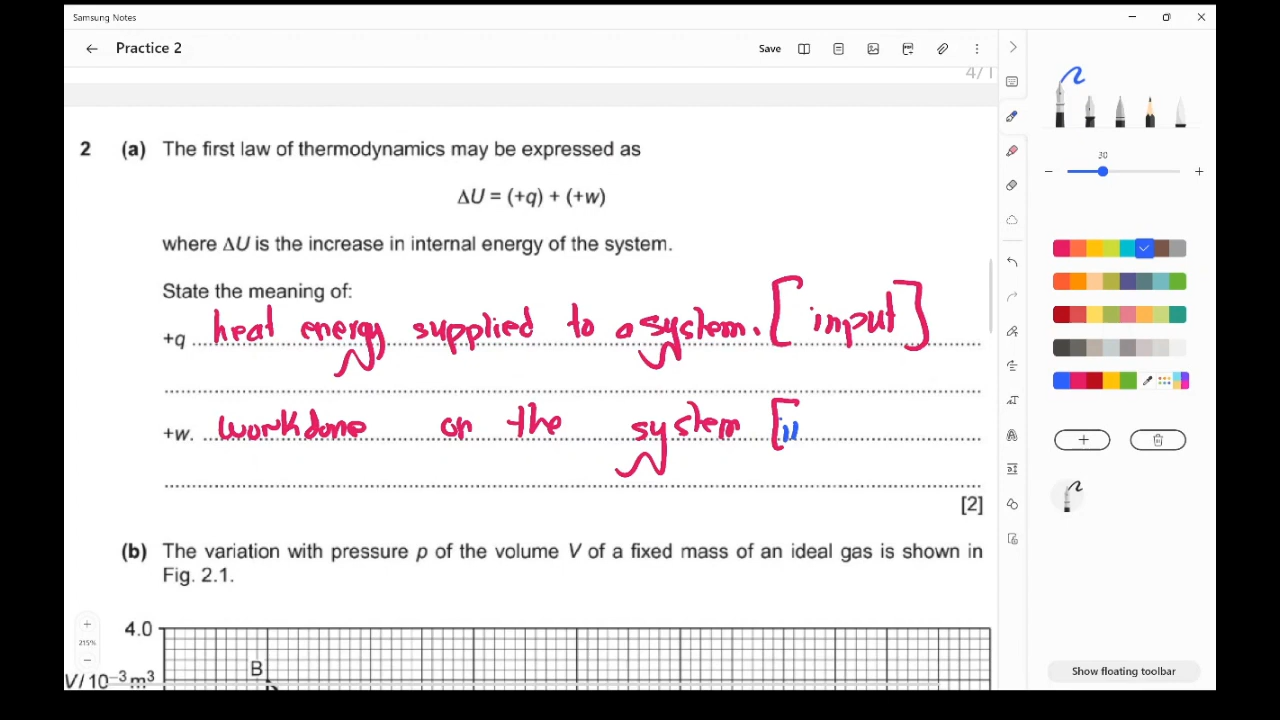 Samsung Notes
Practice 2
Save
4/1
30
2 (a) The first law of thermodynamics may be expressed as
ΔU = (+q) + (+w)
where ΔU is the increase in internal energy of the system.
State the meaning of:
+q heat energy supplied to a system. [input]
+w. workdone on the system [
[2]
(b) The variation with pressure p of the volume V of a fixed mass of an ideal gas is shown in
Fig. 2.1.
215%
4.0
B
V/10⁻³ m³
Show floating toolbar